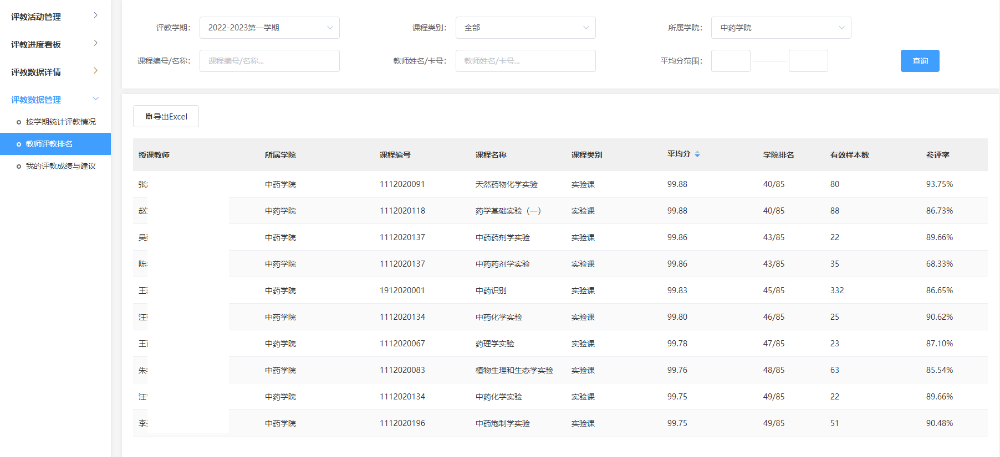 评教活动管理
评教进度看板
评教数据详情
评教数据管理
按学期统计评教情况
教师评教排名
我的评教成绩与建议
评教学期： 2022-2023第一学期 课程类别： 全部 所属学院： 中药学院
课程编号/名称： 课程编号/名称... 教师姓名/卡号： 教师姓名/卡号... 平均分范围： 查询
导出Excel
授课教师 所属学院 课程编号 课程名称 课程类别 平均分 学院排名 有效样本数 参评率
张 中药学院 1112020091 天然药物化学实验 实验课 99.88 40/85 80 93.75%
赵 中药学院 1112020118 药学基础实验（一） 实验课 99.88 40/85 88 86.73%
吴 中药学院 1112020137 中药药剂学实验 实验课 99.86 43/85 22 89.66%
陈 中药学院 1112020137 中药药剂学实验 实验课 99.86 43/85 35 68.33%
王 中药学院 1912020001 中药识别 实验课 99.83 45/85 332 86.65%
汪 中药学院 1112020134 中药化学实验 实验课 99.80 46/85 25 90.62%
王 中药学院 1112020067 药理学实验 实验课 99.78 47/85 23 87.10%
朱 中药学院 1112020083 植物生理和生态学实验 实验课 99.76 48/85 63 85.54%
汪 中药学院 1112020134 中药化学实验 实验课 99.75 49/85 22 89.66%
李 中药学院 1112020196 中药炮制学实验 实验课 99.75 49/85 51 90.48%